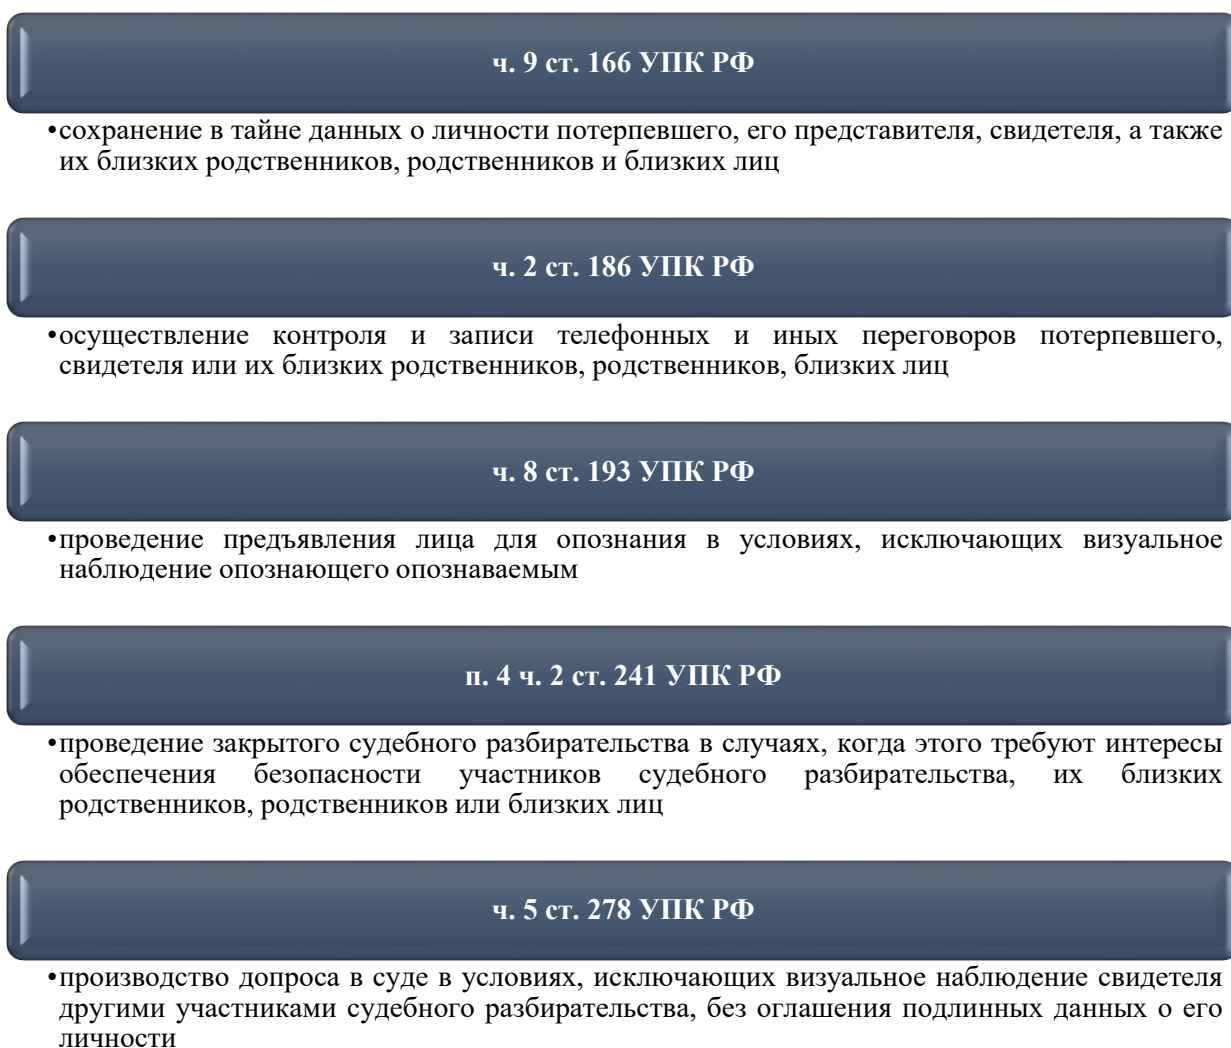 ч. 9 ст. 166 УПК РФ
•сохранение в тайне данных о личности потерпевшего, его представителя, свидетеля, а также
их близких родственников, родственников и близких лиц
ч. 2 ст. 186 УПК РФ
•осуществление контроля и записи телефонных и иных переговоров потерпевшего,
свидетеля или их близких родственников, родственников, близких лиц
ч. 8 ст. 193 УПК РФ
•проведение предъявления лица для опознания в условиях, исключающих визуальное
наблюдение опознающего опознаваемым
п. 4 ч. 2 ст. 241 УПК РФ
•проведение закрытого судебного разбирательства в случаях, когда этого требуют интересы
обеспечения безопасности участников судебного разбирательства, их близких
родственников, родственников или близких лиц
ч. 5 ст. 278 УПК РФ
•производство допроса в суде в условиях, исключающих визуальное наблюдение свидетеля
другими участниками судебного разбирательства, без оглашения подлинных данных о его
личности